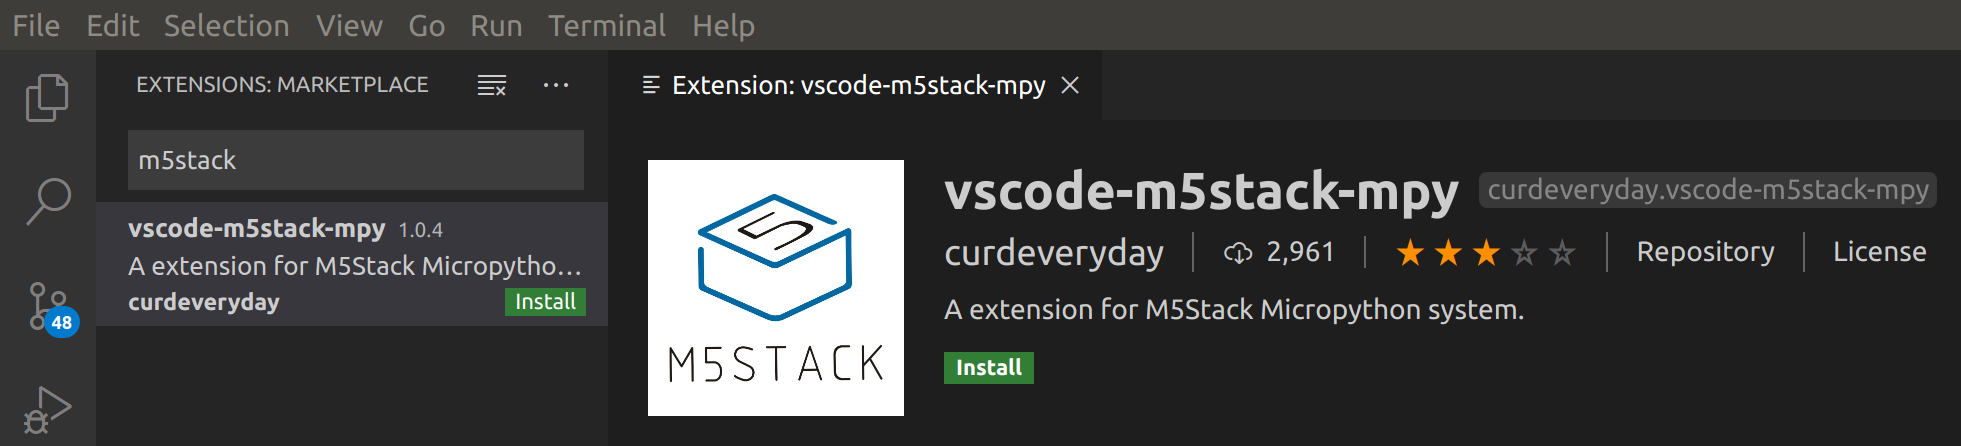 File Edit Selection View Go Run Terminal Help
EXTENSIONS: MARKETPLACE
m5stack
vscode-m5stack-mpy 1.0.4
A extension for M5Stack Micropytho...
curdeveryday Install
48
Extension: vscode-m5stack-mpy
5
M5STACK
vscode-m5stack-mpy curdeveryday.vscode-m5stack-mpy
curdeveryday 2,961 Repository License
A extension for M5Stack Micropython system.
Install